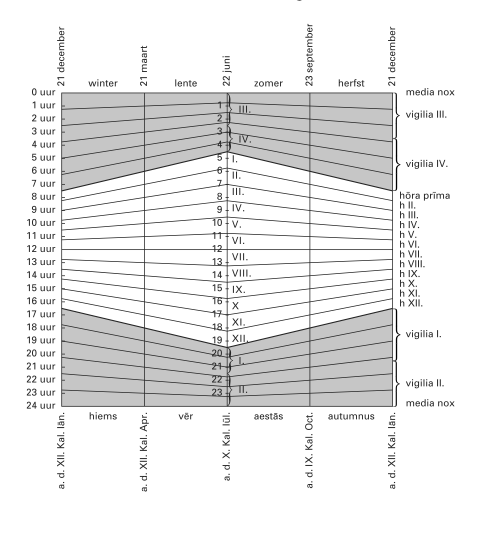 21 december
21 maart
22 juni
23 september
21 december
winter
lente
zomer
herfst
0 uur
1 uur
2 uur
3 uur
4 uur
5 uur
6 uur
7 uur
8 uur
9 uur
10 uur
11 uur
12 uur
13 uur
14 uur
15 uur
16 uur
17 uur
18 uur
19 uur
20 uur
21 uur
22 uur
23 uur
24 uur
1
2
3
4
5
6
7
8
9
10
11
12
13
14
15
16
17
18
19
20
21
22
23
III.
IV.
I.
II.
III.
IV.
V.
VI.
VII.
VIII.
IX.
X
XI.
XII.
I.
II.
media nox
vigilia III.
vigilia IV.
hōra prīma
h II.
h III.
h IV.
h V.
h VI.
h VII.
h VIII.
h IX.
h X.
h XI.
h XII.
vigilia I.
vigilia II.
media nox
hiems
vēr
aestās
autumnus
a. d. XII. Kal. Iān.
a. d. XII. Kal. Apr.
a. d. X. Kal. Iūl.
a. d. IX. Kal. Oct.
a. d. XII. Kal. Iān.